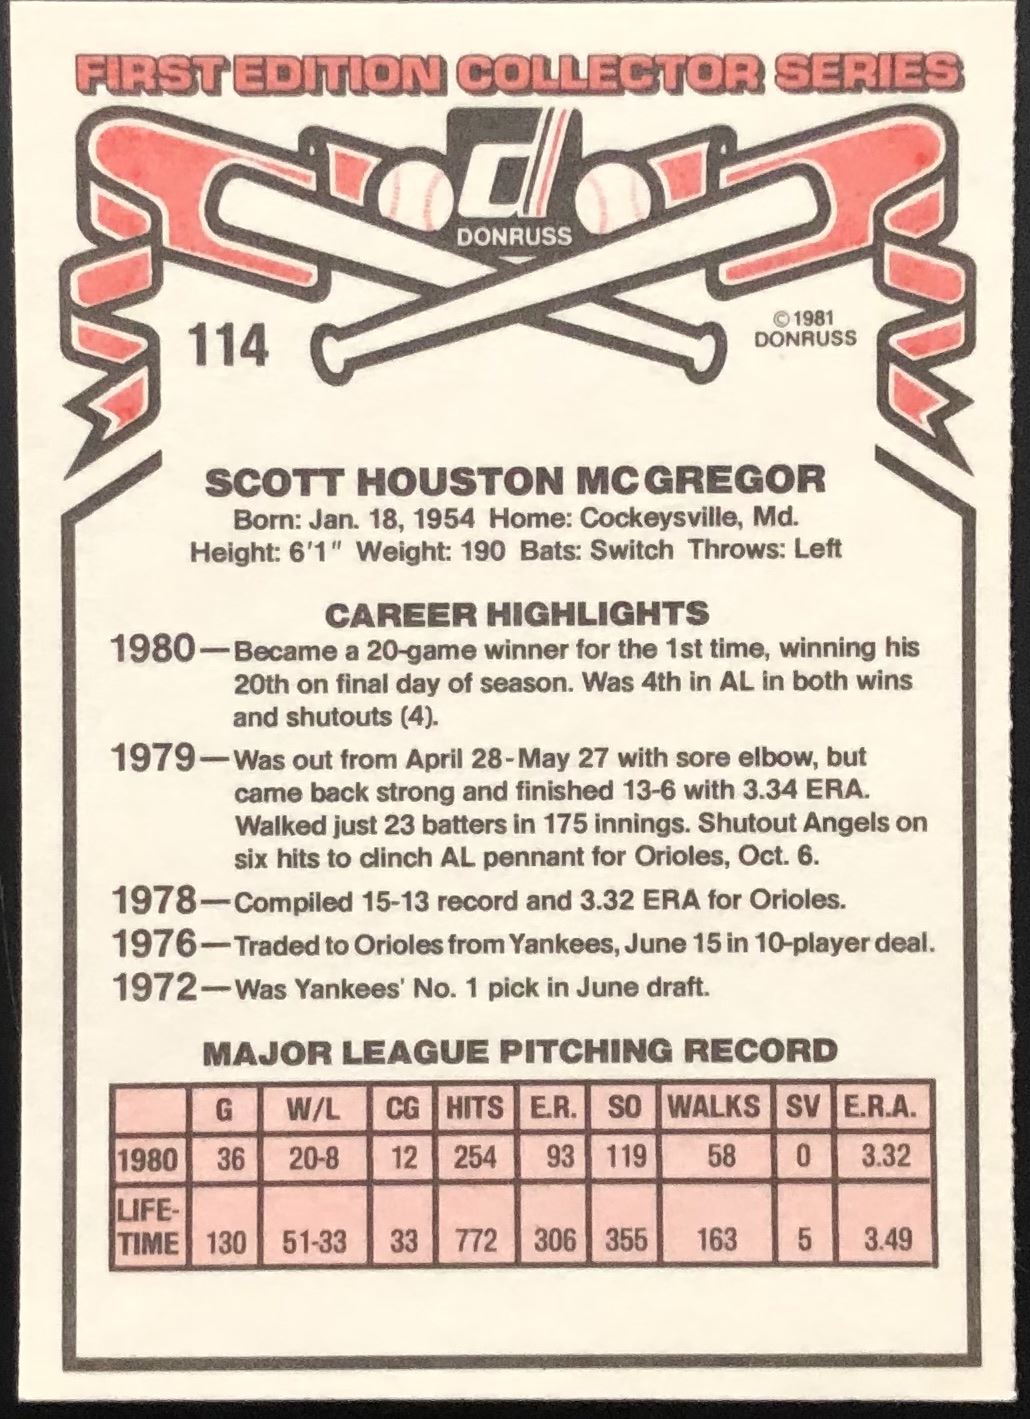 FIRST EDITION COLLECTOR SERIES
d
DONRUSS
114
©1981
DONRUSS
SCOTT HOUSTON MCGREGOR
Born: Jan. 18, 1954 Home: Cockeysville, Md.
Height: 6'1" Weight: 190 Bats: Switch Throws: Left
CAREER HIGHLIGHTS
1980—Became a 20-game winner for the 1st time, winning his
20th on final day of season. Was 4th in AL in both wins
and shutouts (4).
1979—Was out from April 28-May 27 with sore elbow, but
came back strong and finished 13-6 with 3.34 ERA.
Walked just 23 batters in 175 innings. Shutout Angels on
six hits to clinch AL pennant for Orioles, Oct. 6.
1978—Compiled 15-13 record and 3.32 ERA for Orioles.
1976—Traded to Orioles from Yankees, June 15 in 10-player deal.
1972—Was Yankees' No. 1 pick in June draft.
MAJOR LEAGUE PITCHING RECORD
G W/L CG HITS E.R. SO WALKS SV E.R.A.
1980 36 20-8 12 254 93 119 58 0 3.32
LIFE-
TIME 130 51-33 33 772 306 355 163 5 3.49